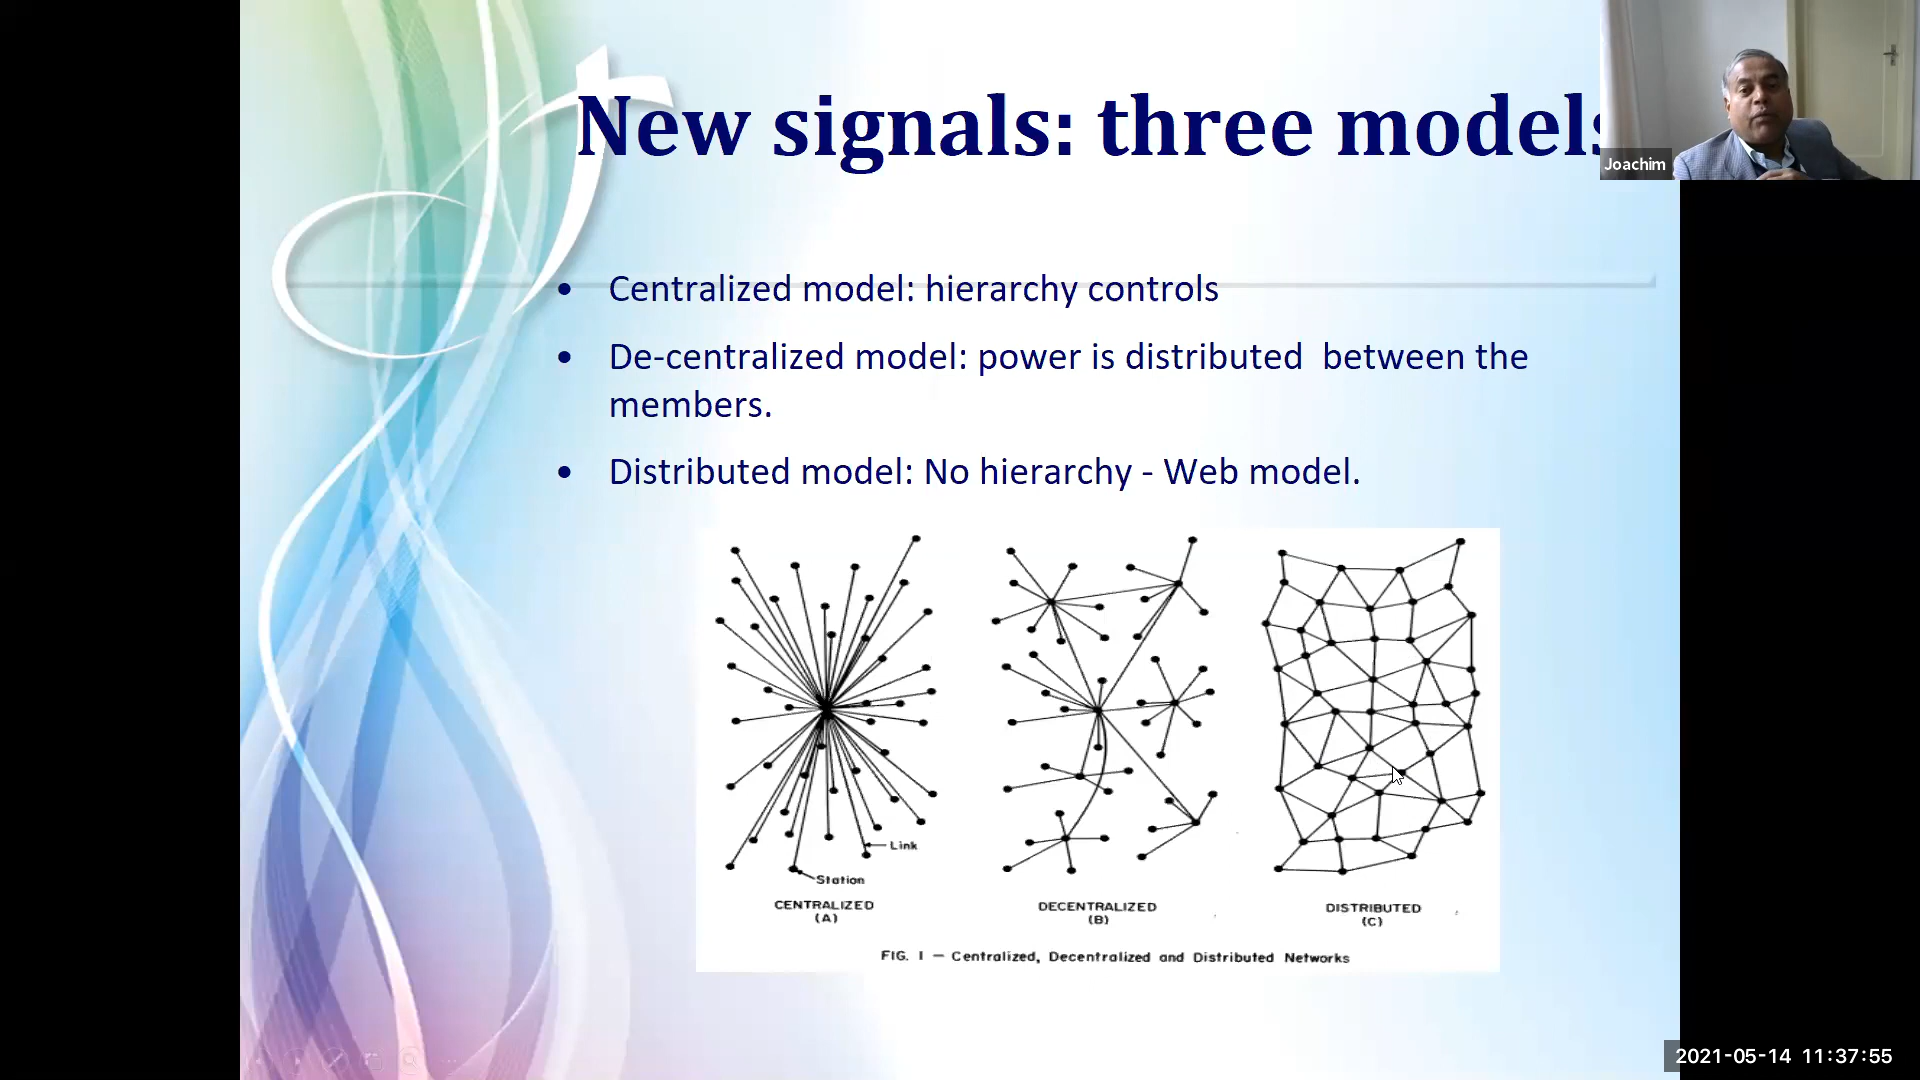 New signals: three models
Joachim
• Centralized model: hierarchy controls
• De-centralized model: power is distributed  between the
members.
• Distributed model: No hierarchy - Web model.
Link
Station
CENTRALIZED
(A)
DECENTRALIZED
(B)
DISTRIBUTED
(C)
FIG. I — Centralized, Decentralized and Distributed Networks
2021-05-14 11:37:55